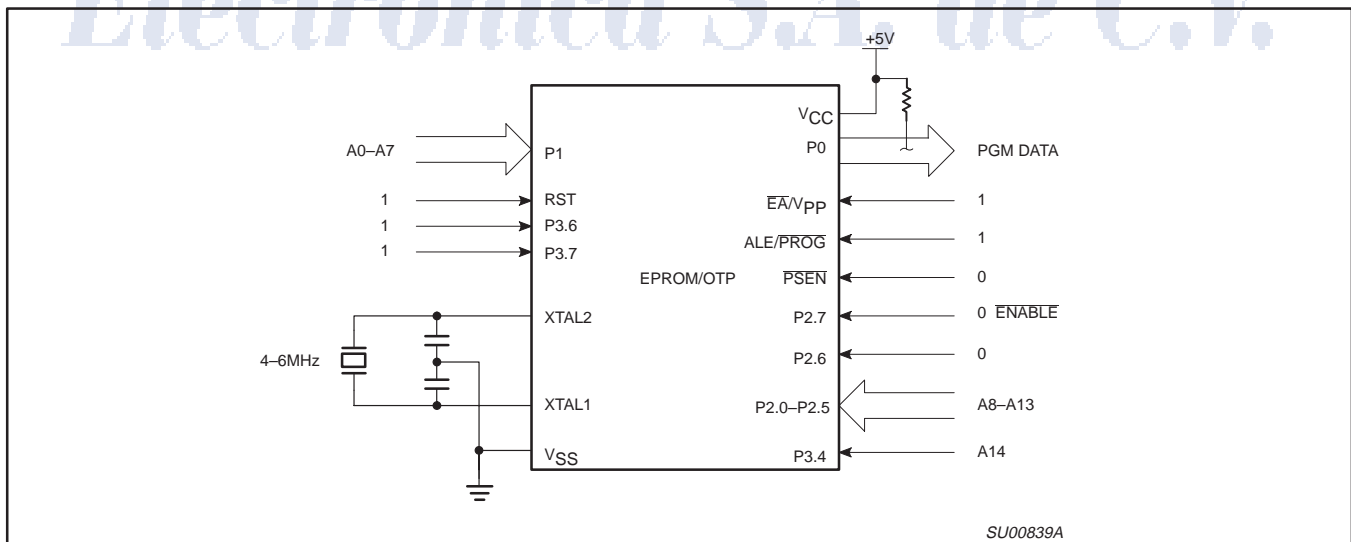 Electrónica S.A. de C.V.
+5V
VCC
P0
PGM DATA
A0–A7
P1
1
RST
1
P3.6
1
P3.7
EA/VPP
1
ALE/PROG
1
EPROM/OTP
PSEN
0
XTAL2
P2.7
0 ENABLE
4–6MHz
P2.6
0
XTAL1
P2.0–P2.5
A8–A13
VSS
P3.4
A14
SU00839A